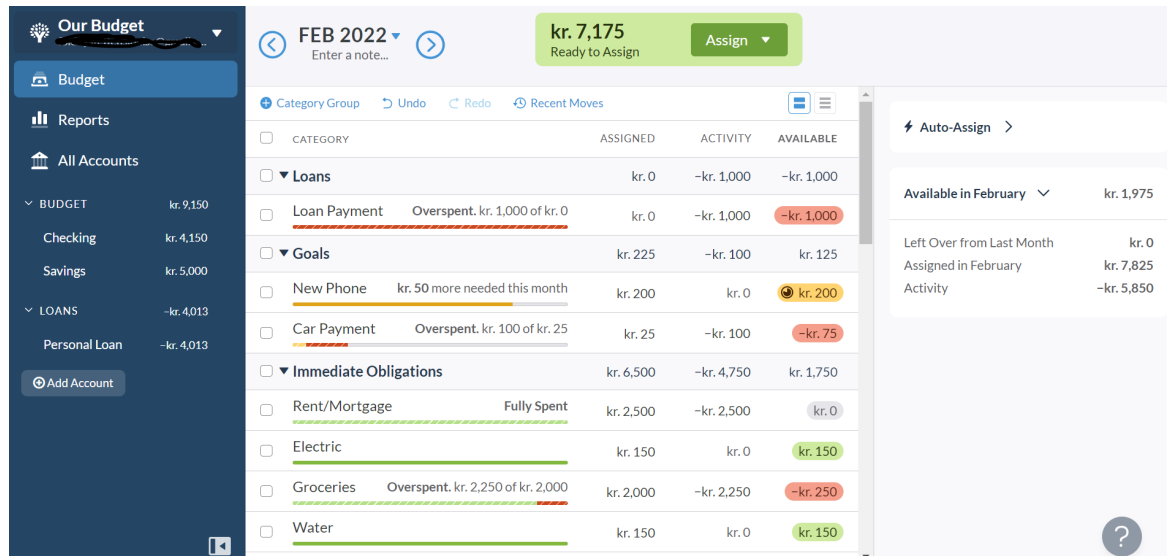 Our Budget
FEB 2022
Enter a note...
kr. 7,175
Ready to Assign
Assign
Budget
Reports
All Accounts
BUDGET kr. 9,150
Checking kr. 4,150
Savings kr. 5,000
LOANS −kr. 4,013
Personal Loan −kr. 4,013
Add Account
Category Group Undo Redo Recent Moves
CATEGORY ASSIGNED ACTIVITY AVAILABLE
Loans kr. 0 −kr. 1,000 −kr. 1,000
Loan Payment Overspent. kr. 1,000 of kr. 0 kr. 0 −kr. 1,000 −kr. 1,000
Goals kr. 225 −kr. 100 kr. 125
New Phone kr. 50 more needed this month kr. 200 kr. 0 kr. 200
Car Payment Overspent. kr. 100 of kr. 25 kr. 25 −kr. 100 −kr. 75
Immediate Obligations kr. 6,500 −kr. 4,750 kr. 1,750
Rent/Mortgage Fully Spent kr. 2,500 −kr. 2,500 kr. 0
Electric kr. 150 kr. 0 kr. 150
Groceries Overspent. kr. 2,250 of kr. 2,000 kr. 2,000 −kr. 2,250 −kr. 250
Water kr. 150 kr. 0 kr. 150
Auto-Assign
Available in February kr. 1,975
Left Over from Last Month kr. 0
Assigned in February kr. 7,825
Activity −kr. 5,850
?